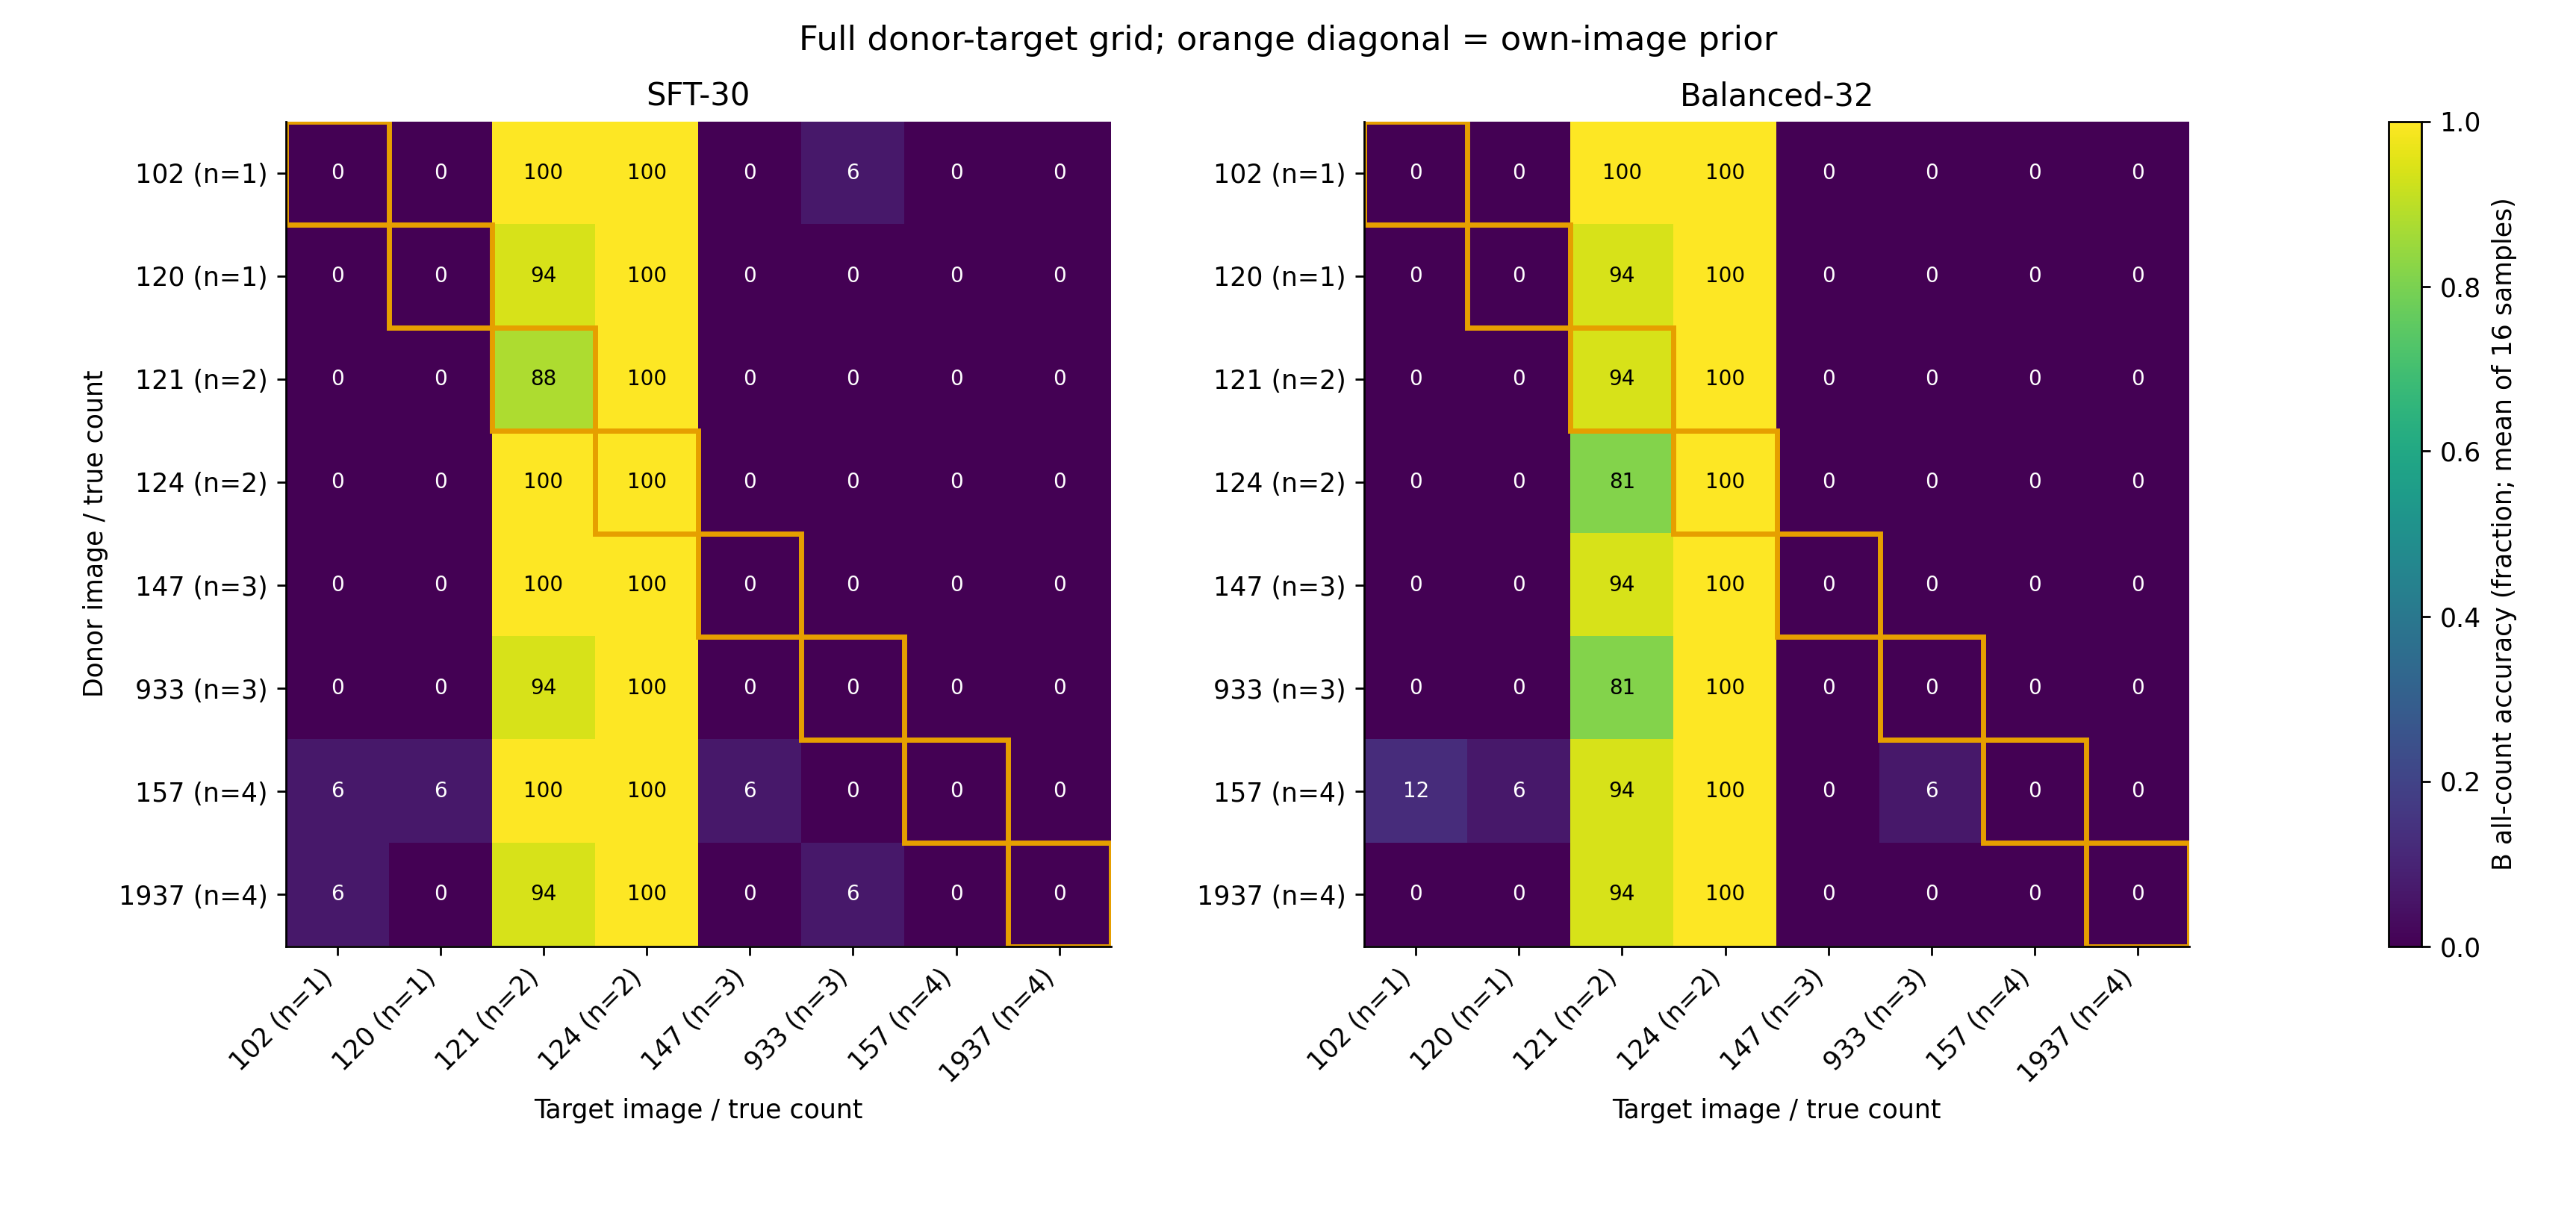 Full donor-target grid; orange diagonal = own-image prior
SFT-30
Donor image / true count
102 (n=1)
120 (n=1)
121 (n=2)
124 (n=2)
147 (n=3)
933 (n=3)
157 (n=4)
1937 (n=4)
0 0 100 100 0 6 0 0
0 0 94 100 0 0 0 0
0 0 88 100 0 0 0 0
0 0 100 100 0 0 0 0
0 0 100 100 0 0 0 0
0 0 94 100 0 0 0 0
6 6 100 100 6 0 0 0
6 0 94 100 0 6 0 0
102 (n=1)
120 (n=1)
121 (n=2)
124 (n=2)
147 (n=3)
933 (n=3)
157 (n=4)
1937 (n=4)
Target image / true count
Balanced-32
102 (n=1)
120 (n=1)
121 (n=2)
124 (n=2)
147 (n=3)
933 (n=3)
157 (n=4)
1937 (n=4)
0 0 100 100 0 0 0 0
0 0 94 100 0 0 0 0
0 0 94 100 0 0 0 0
0 0 81 100 0 0 0 0
0 0 94 100 0 0 0 0
0 0 81 100 0 0 0 0
12 6 94 100 0 6 0 0
0 0 94 100 0 0 0 0
102 (n=1)
120 (n=1)
121 (n=2)
124 (n=2)
147 (n=3)
933 (n=3)
157 (n=4)
1937 (n=4)
Target image / true count
1.0
0.8
0.6
0.4
0.2
0.0
B all-count accuracy (fraction; mean of 16 samples)